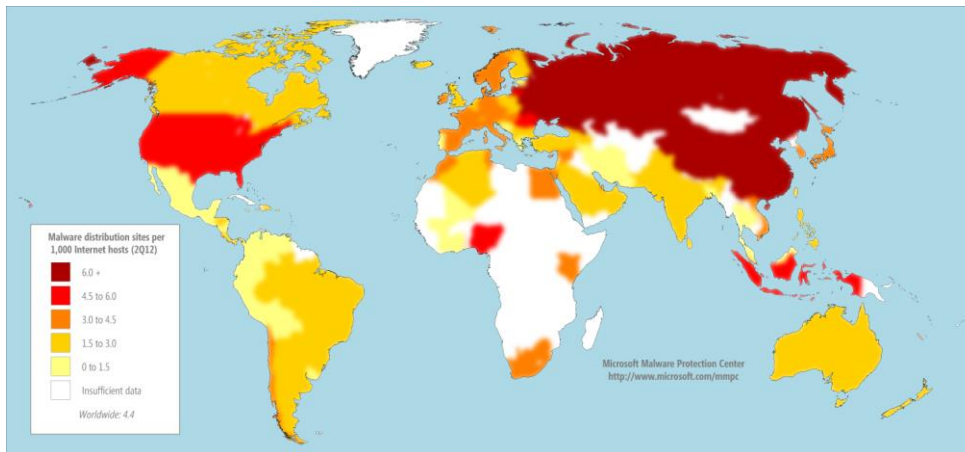 Malware distribution sites per
1,000 Internet hosts (2Q12)
6.0 +
4.5 to 6.0
3.0 to 4.5
1.5 to 3.0
0 to 1.5
Insufficient data
Worldwide: 4.4
Microsoft Malware Protection Center
http://www.microsoft.com/mmpc